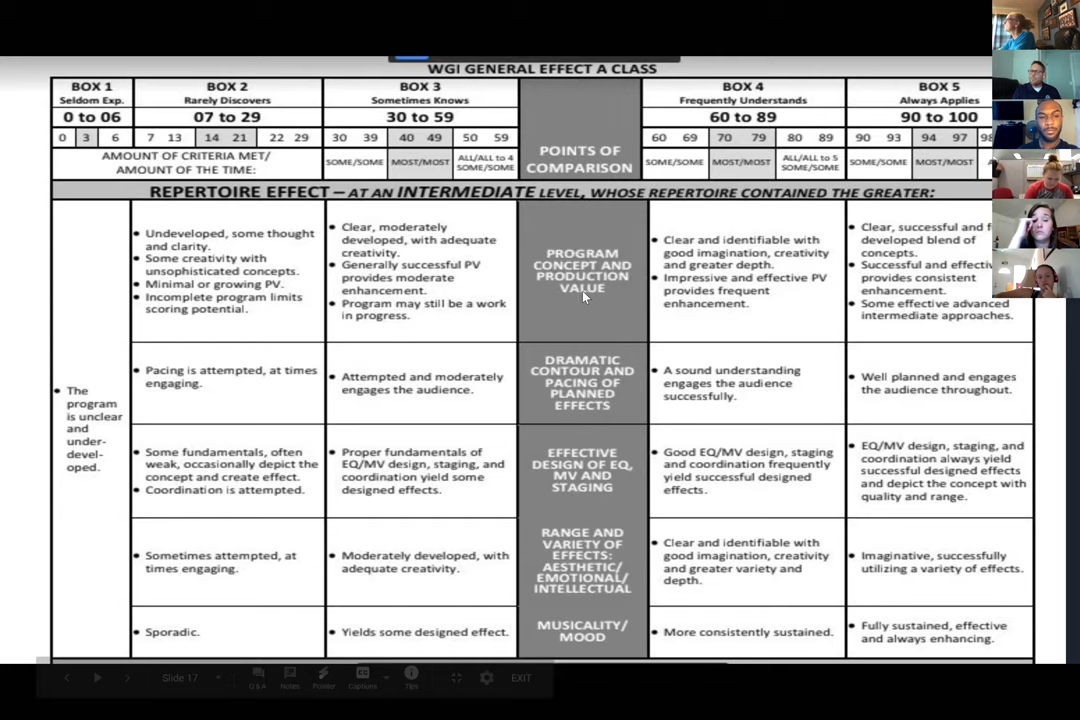 WGI GENERAL EFFECT A CLASS
BOX 1
Seldom Exp.
0 to 06
0 3 6
BOX 2
Rarely Discovers
07 to 29
7 13 14 21 22 29
BOX 3
Sometimes Knows
30 to 59
30 39 40 49 50 59
POINTS OF
COMPARISON
BOX 4
Frequently Understands
60 to 89
60 69 70 79 80 89
BOX 5
Always Applies
90 to 100
90 93 94 97
AMOUNT OF CRITERIA MET/
AMOUNT OF THE TIME:
SOME/SOME
MOST/MOST
ALL/ALL to 4
SOME/SOME
SOME/SOME
MOST/MOST
ALL/ALL to 5
SOME/SOME
SOME/SOME
MOST/MOST
REPERTOIRE EFFECT – AT AN INTERMEDIATE LEVEL, WHOSE REPERTOIRE CONTAINED THE GREATER:
• The
program
is unclear
and
under-
devel-
oped.
• Undeveloped, some thought
and clarity.
• Some creativity with
unsophisticated concepts.
• Minimal or growing PV.
• Incomplete program limits
scoring potential.
• Clear, moderately
developed, with adequate
creativity.
• Generally successful PV
provides moderate
enhancement.
• Program may still be a work
in progress.
PROGRAM
CONCEPT AND
PRODUCTION
VALUE
• Clear and identifiable with
good imagination, creativity
and greater depth.
• Impressive and effective PV
provides frequent
enhancement.
• Clear, successful and
developed blend of
concepts.
• Successful and
provides consistent
enhancement.
• Some effective advanced
intermediate approaches.
• Pacing is attempted, at times
engaging.
• Attempted and moderately
engages the audience.
DRAMATIC
CONTOUR AND
PACING OF
PLANNED
EFFECTS
• A sound understanding
engages the audience
successfully.
• Well planned and engages
the audience throughout.
• Some fundamentals, often
weak, occasionally depict the
concept and create effect.
• Coordination is attempted.
• Proper fundamentals of
EQ/MV design, staging, and
coordination yield some
designed effects.
EFFECTIVE
DESIGN OF EQ,
MV AND
STAGING
• Good EQ/MV design, staging
and coordination frequently
yield successful designed
effects.
• EQ/MV design, staging, and
coordination always yield
successful designed effects
and depict the concept with
quality and range.
• Sometimes attempted, at
times engaging.
• Moderately developed, with
adequate creativity.
RANGE AND
VARIETY OF
EFFECTS:
AESTHETIC/
EMOTIONAL/
INTELLECTUAL
• Clear and identifiable with
good imagination, creativity
and greater variety and
depth.
• Imaginative, successfully
utilizing a variety of effects.
• Sporadic.
• Yields some designed effect.
MUSICALITY/
MOOD
• More consistently sustained.
• Fully sustained, effective
and always enhancing.
Slide 17
Q & A
Notes
Pointer
Captions
Tips
EXIT